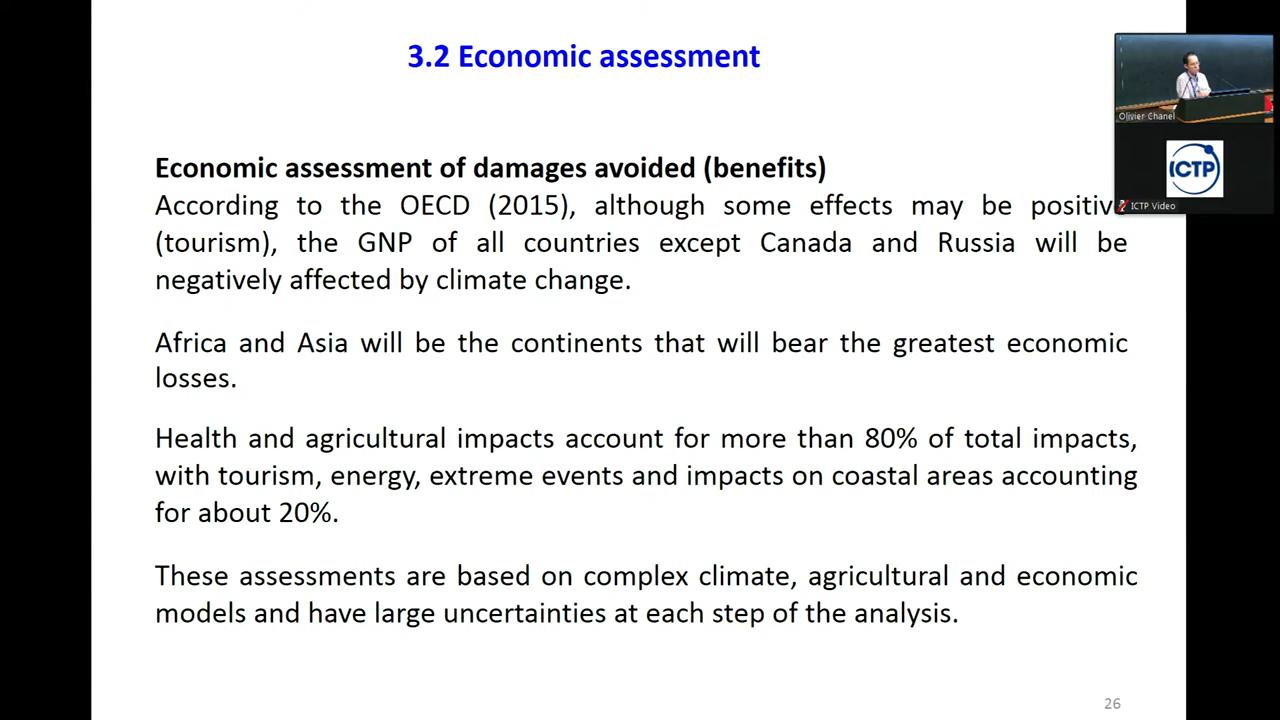 3.2 Economic assessment
Economic assessment of damages avoided (benefits)
According to the OECD (2015), although some effects may be positiv
(tourism), the GNP of all countries except Canada and Russia will be
negatively affected by climate change.
Africa and Asia will be the continents that will bear the greatest economic
losses.
Health and agricultural impacts account for more than 80% of total impacts,
with tourism, energy, extreme events and impacts on coastal areas accounting
for about 20%.
These assessments are based on complex climate, agricultural and economic
models and have large uncertainties at each step of the analysis.
26
Olivier Chanel
ICTP
ICTP Video